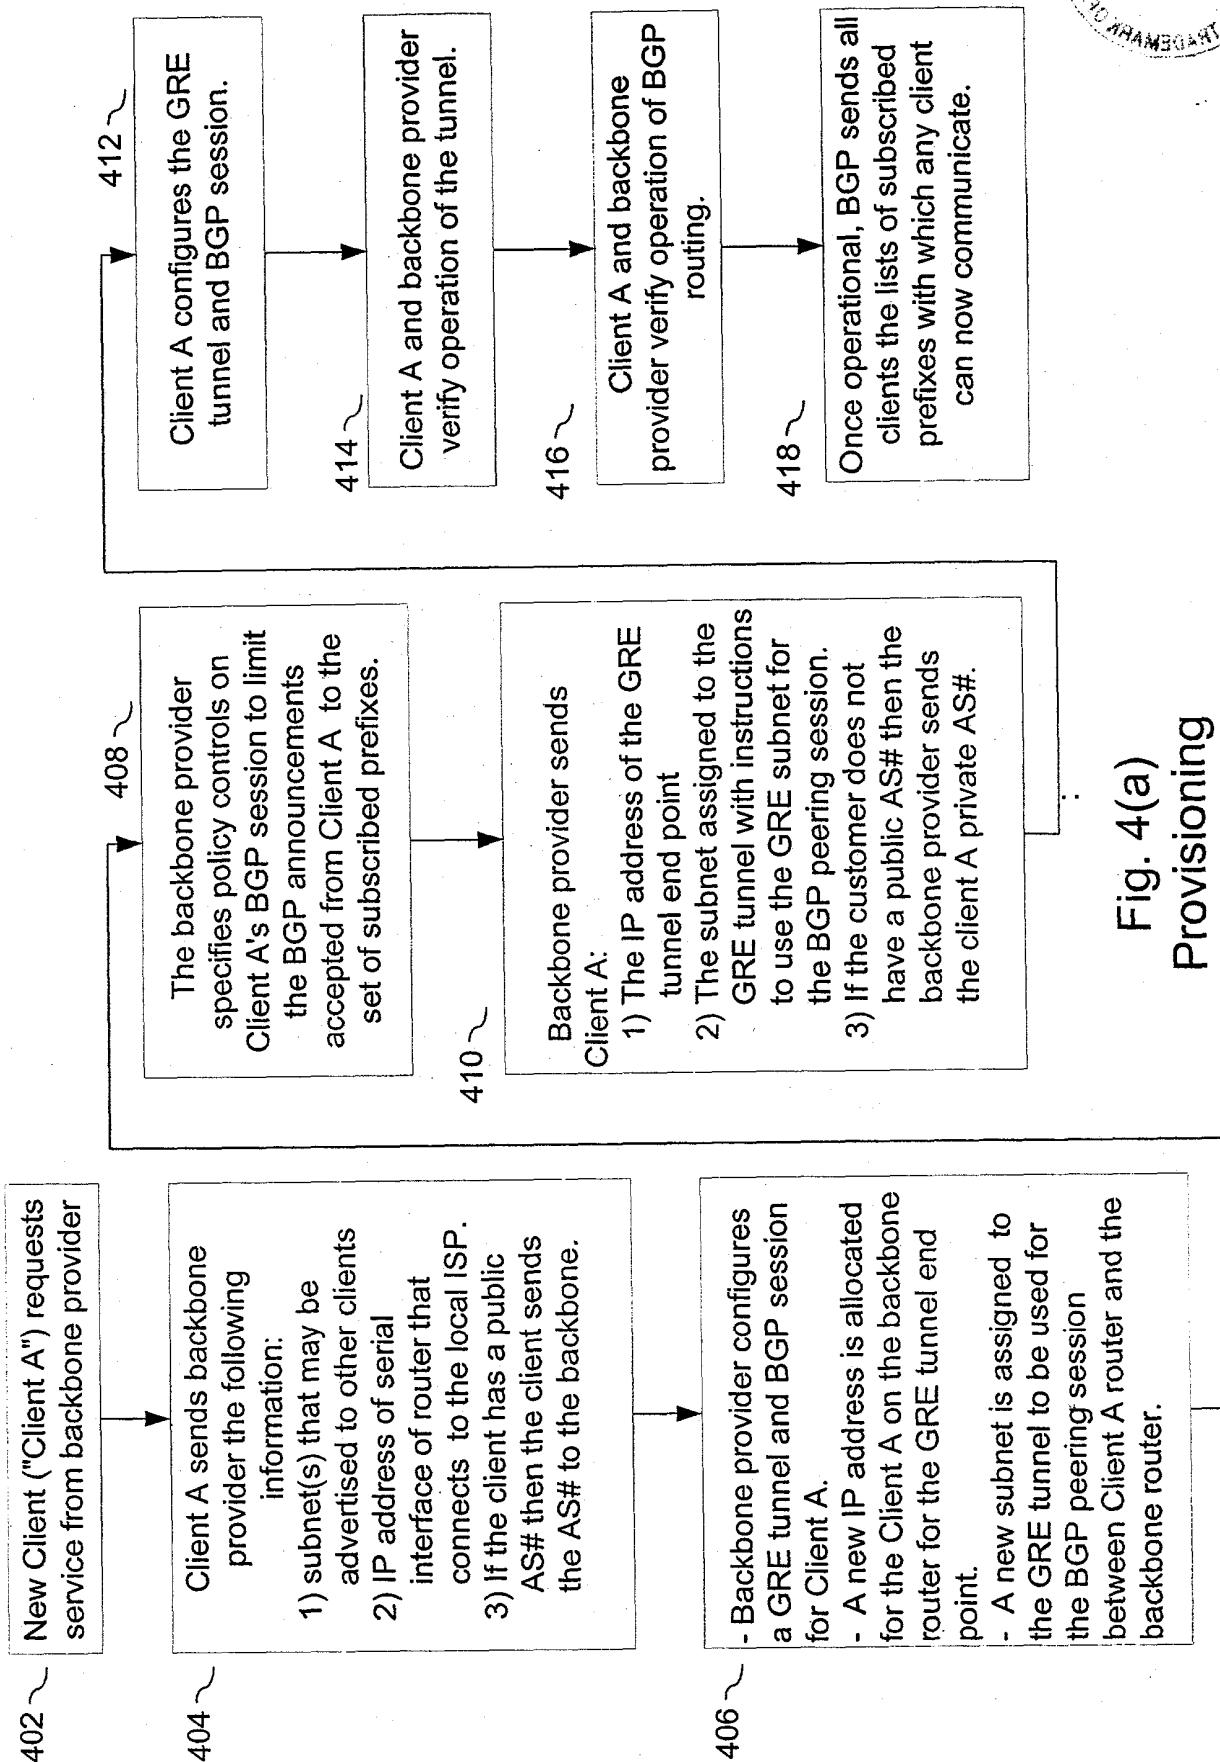 402
New Client ("Client A") requests
service from backbone provider
404
Client A sends backbone
provider the following
information:
1) subnet(s) that may be
advertised to other clients
2) IP address of serial
interface of router that
connects to the local ISP.
3) If the client has a public
AS# then the client sends
the AS# to the backbone.
406
- Backbone provider configures
a GRE tunnel and BGP session
for Client A.
- A new IP address is allocated
for the Client A on the backbone
router for the GRE tunnel end
point.
- A new subnet is assigned to
the GRE tunnel to be used for
the BGP peering session
between Client A router and the
backbone router.
408
The backbone provider
specifies policy controls on
Client A's BGP session to limit
the BGP announcements
accepted from Client A to the
set of subscribed prefixes.
410
Backbone provider sends
Client A:
1) The IP address of the GRE
tunnel end point
2) The subnet assigned to the
GRE tunnel with instructions
to use the GRE subnet for
the BGP peering session.
3) If the customer does not
have a public AS# then the
backbone provider sends
the client A private AS#.
412
Client A configures the GRE
tunnel and BGP session.
414
Client A and backbone provider
verify operation of the tunnel.
416
Client A and backbone
provider verify operation of BGP
routing.
418
Once operational, BGP sends all
clients the lists of subscribed
prefixes with which any client
can now communicate.
Fig. 4(a)
Provisioning
TRADEMARK